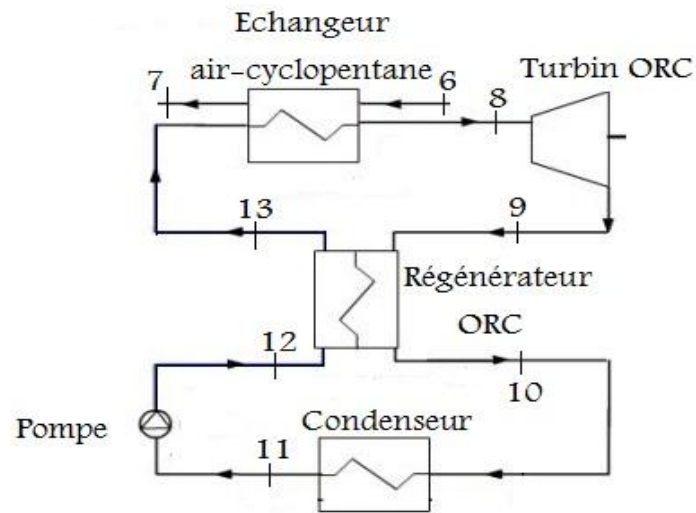 Echangeur
air-cyclopentane
Turbin ORC
7
6
8
13
9
Régénérateur
ORC
12
10
Pompe
Condenseur
11